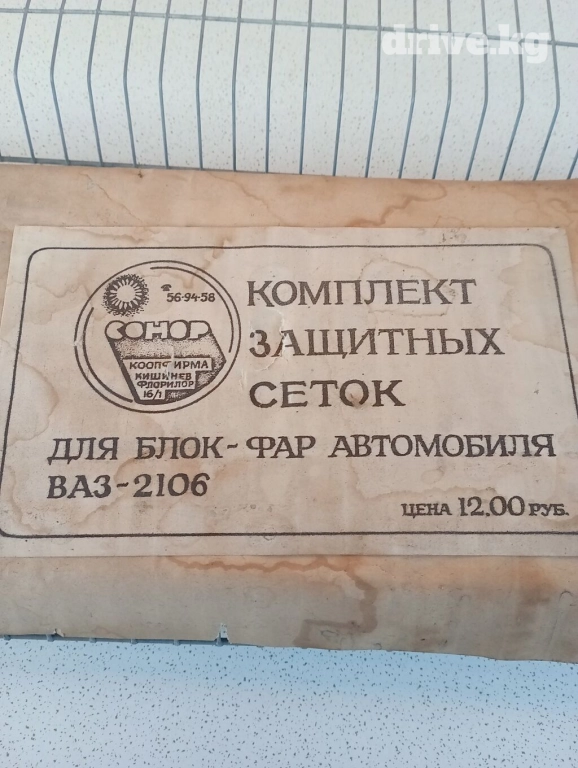 drive.kg
☎
56-94-58
СОНОР
КООПФИРМА
КИШИНЕВ
ФЛОРИЛОР
16/1
КОМПЛЕКТ
ЗАЩИТНЫХ
СЕТОК
ДЛЯ БЛОК-ФАР АВТОМОБИЛЯ
ВАЗ-2106
ЦЕНА 12.00 РУБ.